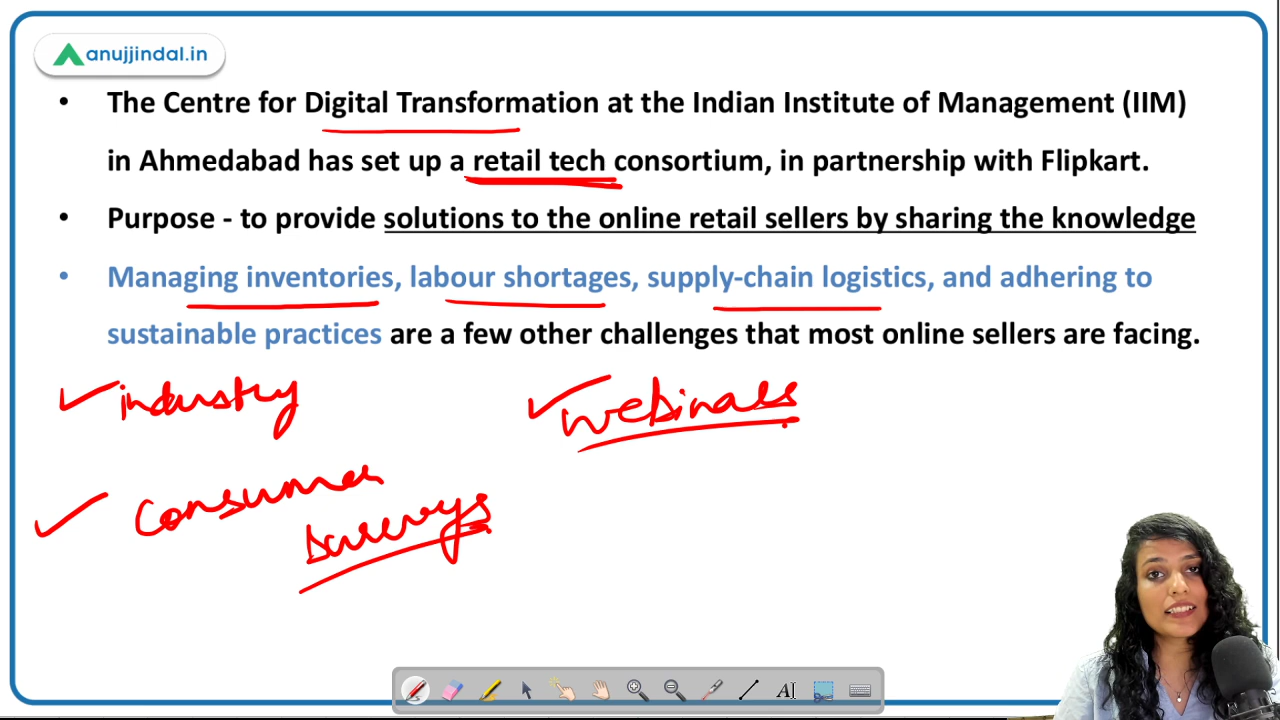 anujjindal.in
• The Centre for Digital Transformation at the Indian Institute of Management (IIM)
in Ahmedabad has set up a retail tech consortium, in partnership with Flipkart.
• Purpose - to provide solutions to the online retail sellers by sharing the knowledge
• Managing inventories, labour shortages, supply-chain logistics, and adhering to
sustainable practices are a few other challenges that most online sellers are facing.
industry
webinars
Consumer
surveys
A